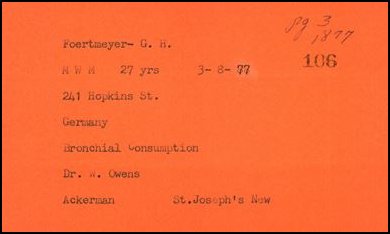 pg 3
1877
106
Foertmeyer- G. H.
M W M 27 yrs 3-8-77
241 Hopkins St.
Germany
Bronchial Consumption
Dr. W. Owens
Ackerman St.Joseph's New